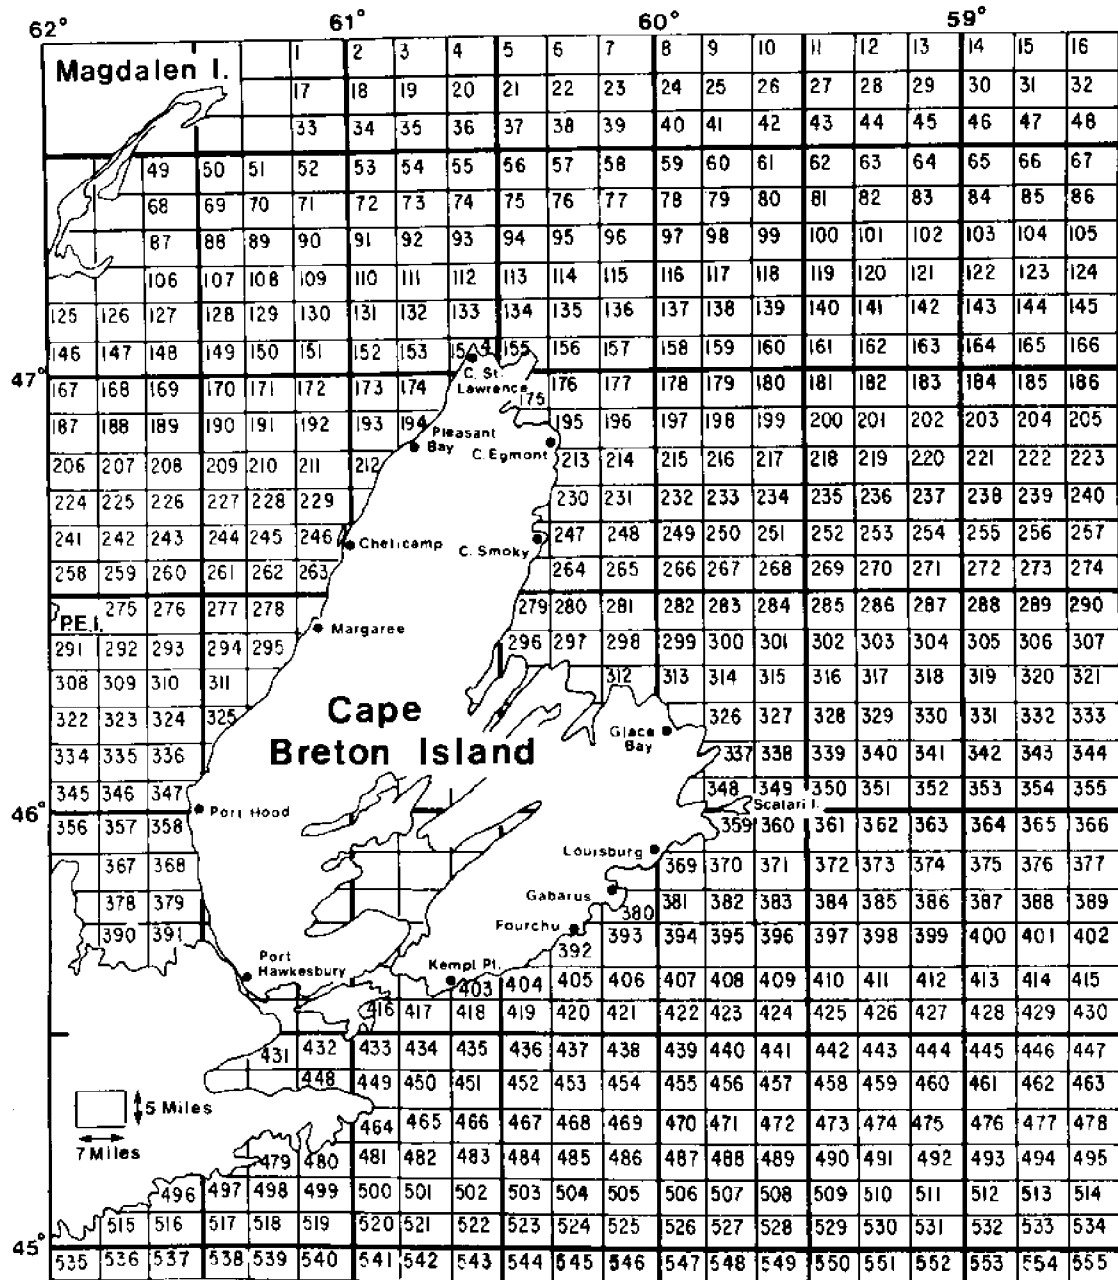 62° 61° 60° 59°
1 2 3 4 5 6 7 8 9 10 11 12 13 14 15 16
Magdalen I.
17 18 19 20 21 22 23 24 25 26 27 28 29 30 31 32
33 34 35 36 37 38 39 40 41 42 43 44 45 46 47 48
49 50 51 52 53 54 55 56 57 58 59 60 61 62 63 64 65 66 67
68 69 70 71 72 73 74 75 76 77 78 79 80 81 82 83 84 85 86
87 88 89 90 91 92 93 94 95 96 97 98 99 100 101 102 103 104 105
106 107 108 109 110 111 112 113 114 115 116 117 118 119 120 121 122 123 124
125 126 127 128 129 130 131 132 133 134 135 136 137 138 139 140 141 142 143 144 145
146 147 148 149 150 151 152 153 154 155 156 157 158 159 160 161 162 163 164 165 166
47°
C. St.
Lawrence
167 168 169 170 171 172 173 174 175 176 177 178 179 180 181 182 183 184 185 186
187 188 189 190 191 192 193 194 195 196 197 198 199 200 201 202 203 204 205
Pleasant
Bay
C. Egmont
206 207 208 209 210 211 212 213 214 215 216 217 218 219 220 221 222 223
224 225 226 227 228 229 230 231 232 233 234 235 236 237 238 239 240
241 242 243 244 245 246 Cheticamp C. Smoky 247 248 249 250 251 252 253 254 255 256 257
258 259 260 261 262 263 264 265 266 267 268 269 270 271 272 273 274
P.E.I. 275 276 277 278 279 280 281 282 283 284 285 286 287 288 289 290
Margaree
291 292 293 294 295 296 297 298 299 300 301 302 303 304 305 306 307
308 309 310 311 312 313 314 315 316 317 318 319 320 321
Cape
Breton Island
322 323 324 325 326 327 328 329 330 331 332 333
Glace
Bay
334 335 336 337 338 339 340 341 342 343 344
345 346 347 348 349 350 351 352 353 354 355
46°
Port Hood
Scatari I.
356 357 358 359 360 361 362 363 364 365 366
Louisburg
367 368 369 370 371 372 373 374 375 376 377
Gabarus
378 379 380 381 382 383 384 385 386 387 388 389
Fourchu
390 391 392 393 394 395 396 397 398 399 400 401 402
Port
Hawkesbury
Kempt Pt.
403 404 405 406 407 408 409 410 411 412 413 414 415
416 417 418 419 420 421 422 423 424 425 426 427 428 429 430
431 432 433 434 435 436 437 438 439 440 441 442 443 444 445 446 447
448 449 450 451 452 453 454 455 456 457 458 459 460 461 462 463
5 Miles
7 Miles
464 465 466 467 468 469 470 471 472 473 474 475 476 477 478
479 480 481 482 483 484 485 486 487 488 489 490 491 492 493 494 495
496 497 498 499 500 501 502 503 504 505 506 507 508 509 510 511 512 513 514
515 516 517 518 519 520 521 522 523 524 525 526 527 528 529 530 531 532 533 534
45°
535 536 537 538 539 540 541 542 543 544 545 546 547 548 549 550 551 552 553 554 555